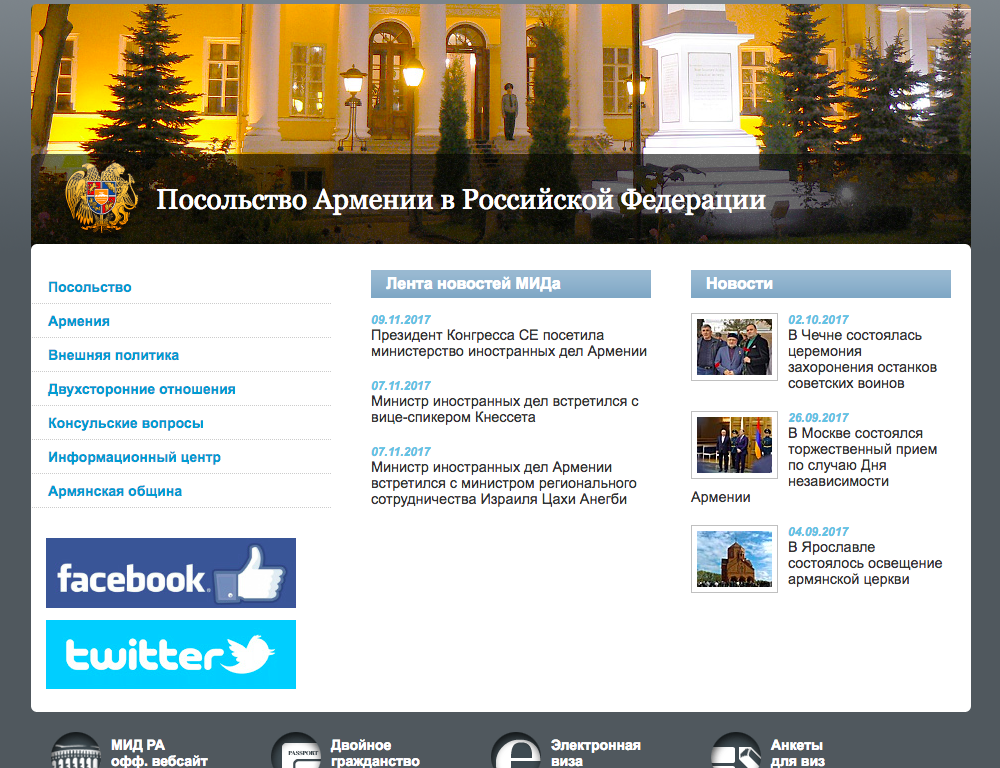 Посольство Армении в Российской Федерации
Посольство
Армения
Внешняя политика
Двухсторонние отношения
Консульские вопросы
Информационный центр
Армянская община
facebook
twitter
Лента новостей МИДа
09.11.2017
Президент Конгресса СЕ посетила
министерство иностранных дел Армении
07.11.2017
Министр иностранных дел встретился с
вице-спикером Кнессета
07.11.2017
Министр иностранных дел Армении
встретился с министром регионального
сотрудничества Израиля Цахи Анегби
Новости
02.10.2017
В Чечне состоялась
церемония
захоронения останков
советских воинов
26.09.2017
В Москве состоялся
торжественный прием
по случаю Дня
независимости
Армении
04.09.2017
В Ярославле
состоялось освещение
армянской церкви
МИД РА
офф. вебсайт
PASSPORT
Двойное
гражданство
Электронная
виза
Анкеты
для виз